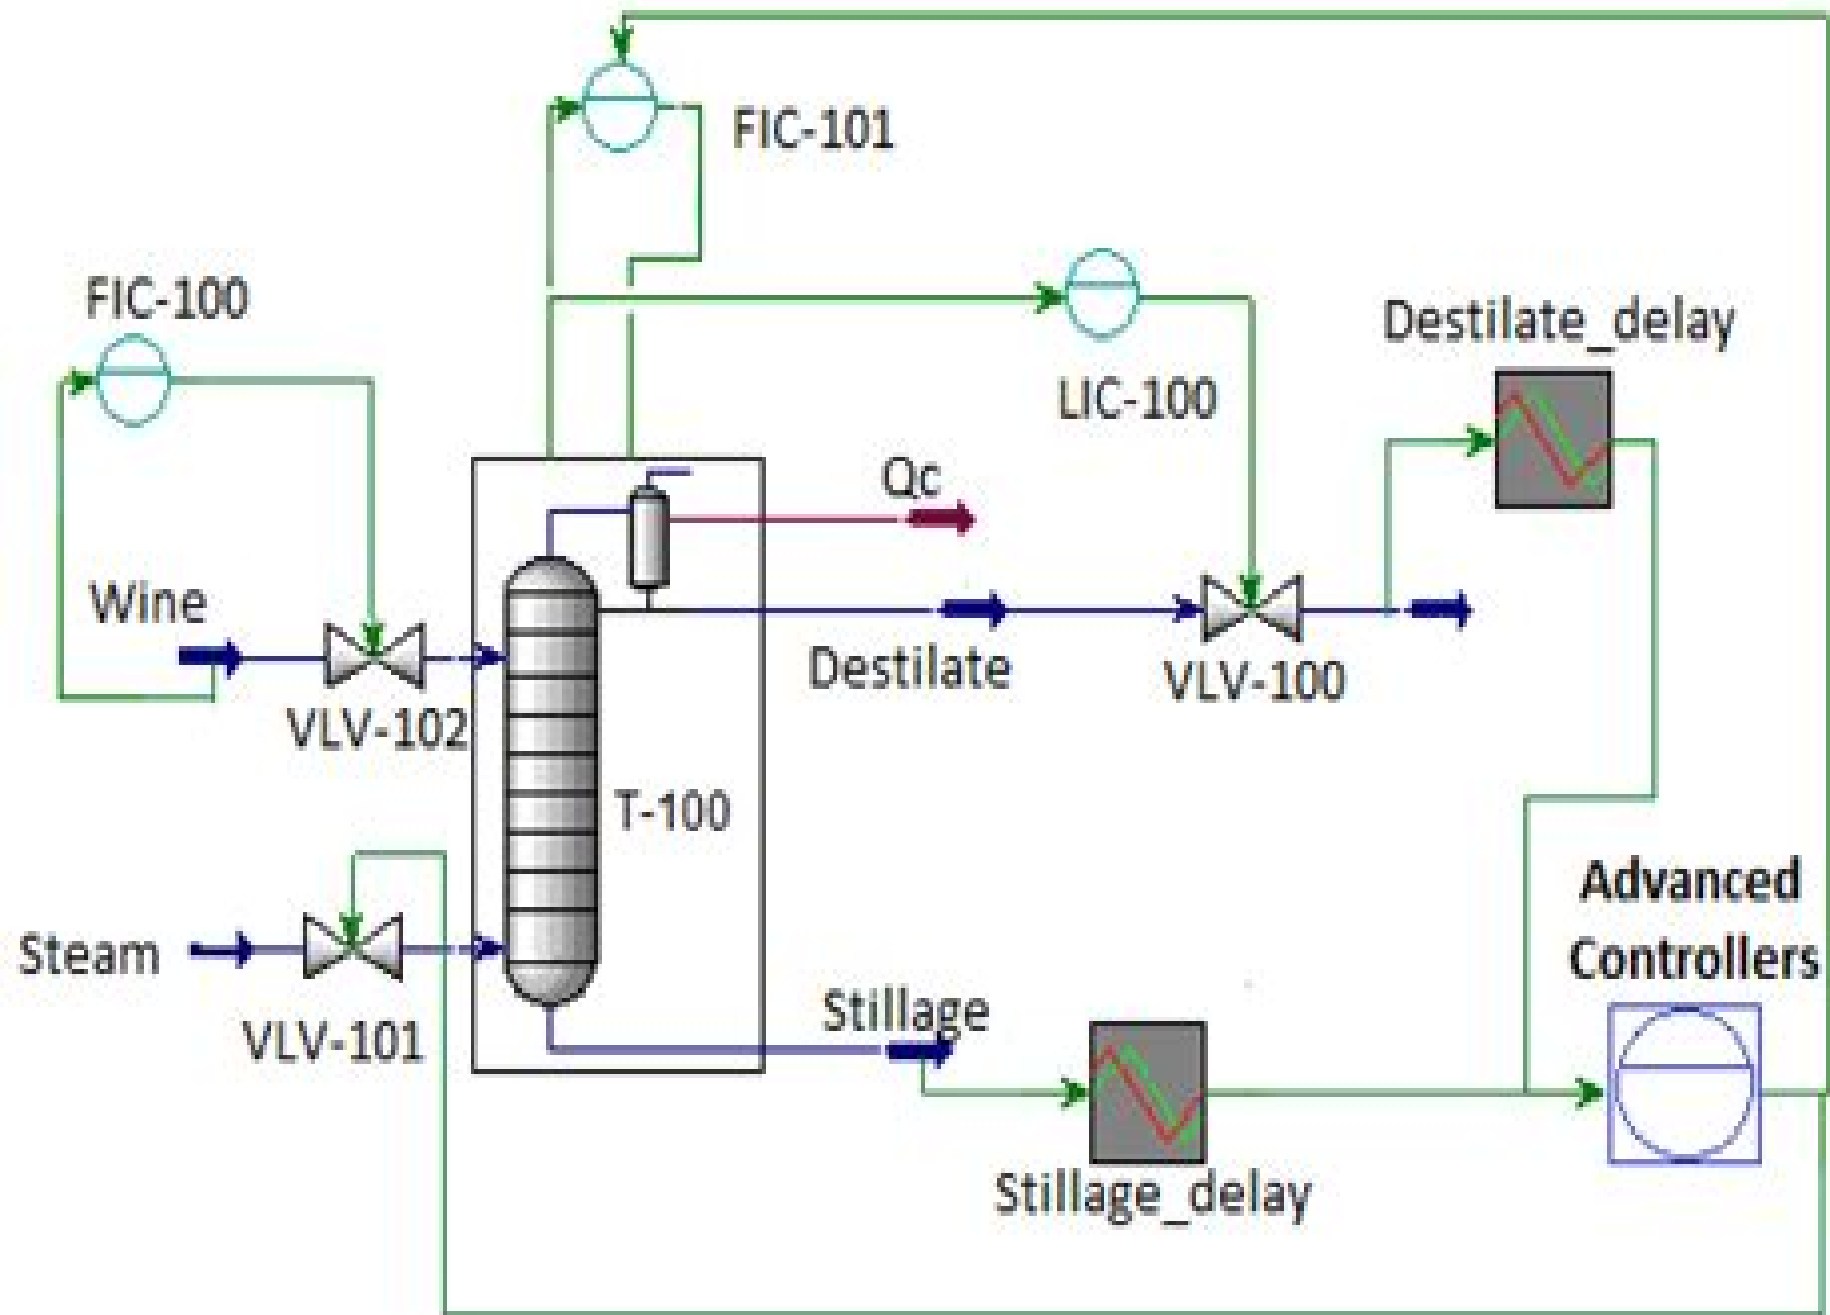 FIC-101
FIC-100
Destilate_delay
LIC-100
Qc
Wine
Destilate
VLV-100
VLV-102
T-100
Advanced
Controllers
Steam
Stillage
VLV-101
Stillage_delay